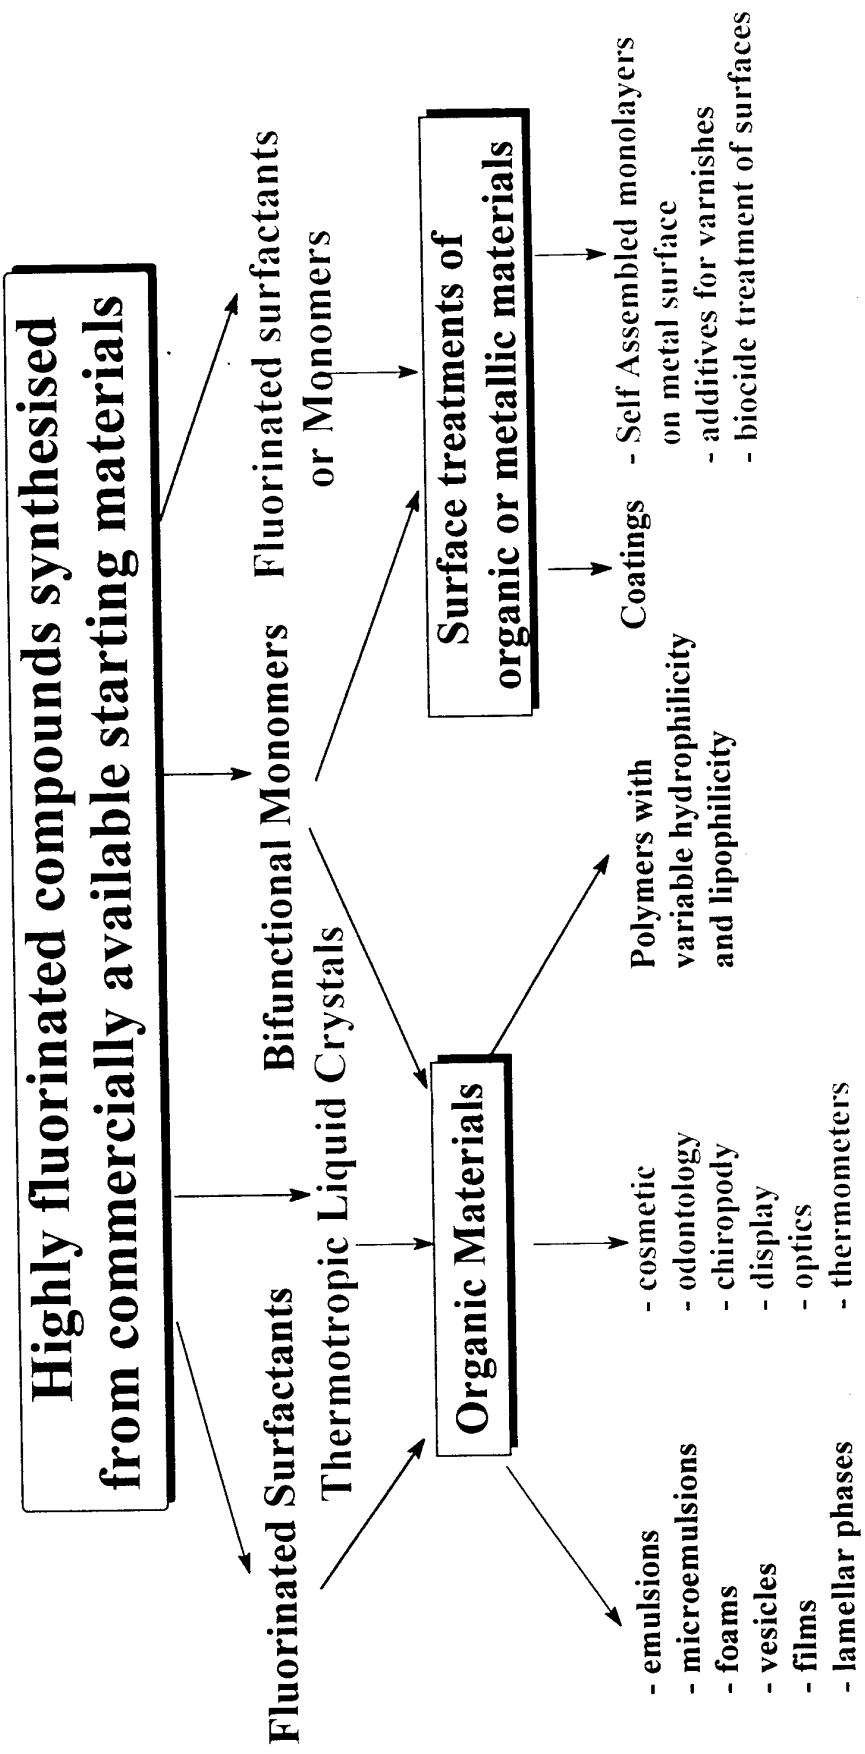 Highly fluorinated compounds synthesised
from commercially available starting materials
Fluorinated Surfactants
Thermotropic Liquid Crystals
Bifunctional Monomers
Fluorinated surfactants
or Monomers
Organic Materials
Surface treatments of
organic or metallic materials
- emulsions
- microemulsions
- foams
- vesicles
- films
- lamellar phases
- cosmetic
- odontology
- chiropody
- display
- optics
- thermometers
Polymers with
variable hydrophilicity
and lipophilicity
Coatings
- Self Assembled monolayers
on metal surface
- additives for varnishes
- biocide treatment of surfaces